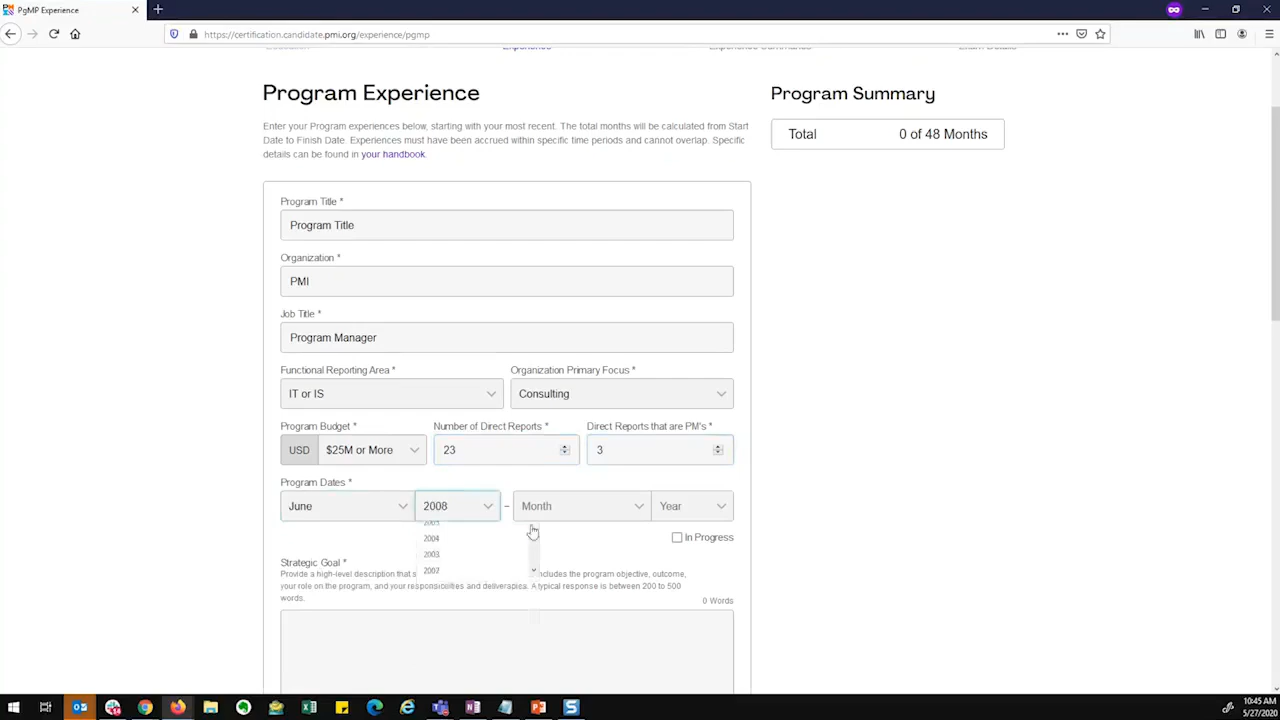 PgMP Experience
https://certification.candidate.pmi.org/experience/pgmp
Program Experience
Enter your Program experiences below, starting with your most recent. The total months will be calculated from Start
Date to Finish Date. Experiences must have been accrued within specific time periods and cannot overlap. Specific
details can be found in your handbook.
Program Summary
Total 0 of 48 Months
Program Title *
Program Title
Organization *
PMI
Job Title *
Program Manager
Functional Reporting Area * Organization Primary Focus *
IT or IS Consulting
Program Budget * Number of Direct Reports * Direct Reports that are PM's *
USD $25M or More 23 3
Program Dates *
June 2008 – Month Year
2004
2003
2002
In Progress
Strategic Goal *
Provide a high-level description that includes the program objective, outcome,
your role on the program, and your responsibilities and deliverables. A typical response is between 200 to 500
words.
0 Words
10:45 AM
5/27/2020